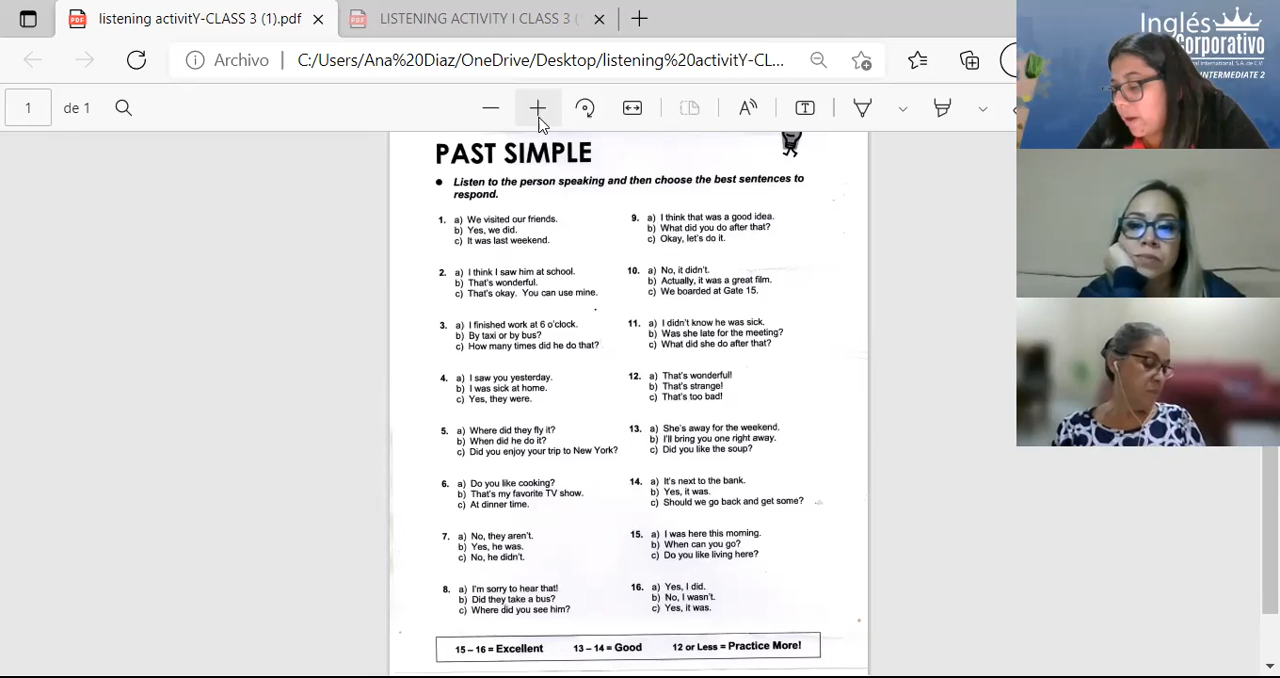 listening activitY-CLASS 3 (1).pdf
LISTENING ACTIVITY I CLASS 3 (
Archivo
C:/Users/Ana%20Diaz/OneDrive/Desktop/listening%20activitY-CL...
1
de 1
Inglés
Corporativo
INTERMEDIATE 2
PAST SIMPLE
Listen to the person speaking and then choose the best sentences to
respond.
1. a) We visited our friends.
b) Yes, we did.
c) It was last weekend.
2. a) I think I saw him at school.
b) That's wonderful.
c) That's okay. You can use mine.
3. a) I finished work at 6 o'clock.
b) By taxi or by bus?
c) How many times did he do that?
4. a) I saw you yesterday.
b) I was sick at home.
c) Yes, they were.
5. a) Where did they fly it?
b) When did he do it?
c) Did you enjoy your trip to New York?
6. a) Do you like cooking?
b) That's my favorite TV show.
c) At dinner time.
7. a) No, they aren't.
b) Yes, he was.
c) No, he didn't.
8. a) I'm sorry to hear that!
b) Did they take a bus?
c) Where did you see him?
9. a) I think that was a good idea.
b) What did you do after that?
c) Okay, let's do it.
10. a) No, it didn't.
b) Actually, it was a great film.
c) We boarded at Gate 15.
11. a) I didn't know he was sick.
b) Was she late for the meeting?
c) What did she do after that?
12. a) That's wonderful!
b) That's strange!
c) That's too bad!
13. a) She's away for the weekend.
b) I'll bring you one right away.
c) Did you like the soup?
14. a) It's next to the bank.
b) Yes, it was.
c) Should we go back and get some?
15. a) I was here this morning.
b) When can you go?
c) Do you like living here?
16. a) Yes, I did.
b) No, I wasn't.
c) Yes, it was.
15 – 16 = Excellent 13 – 14 = Good 12 or Less = Practice More!